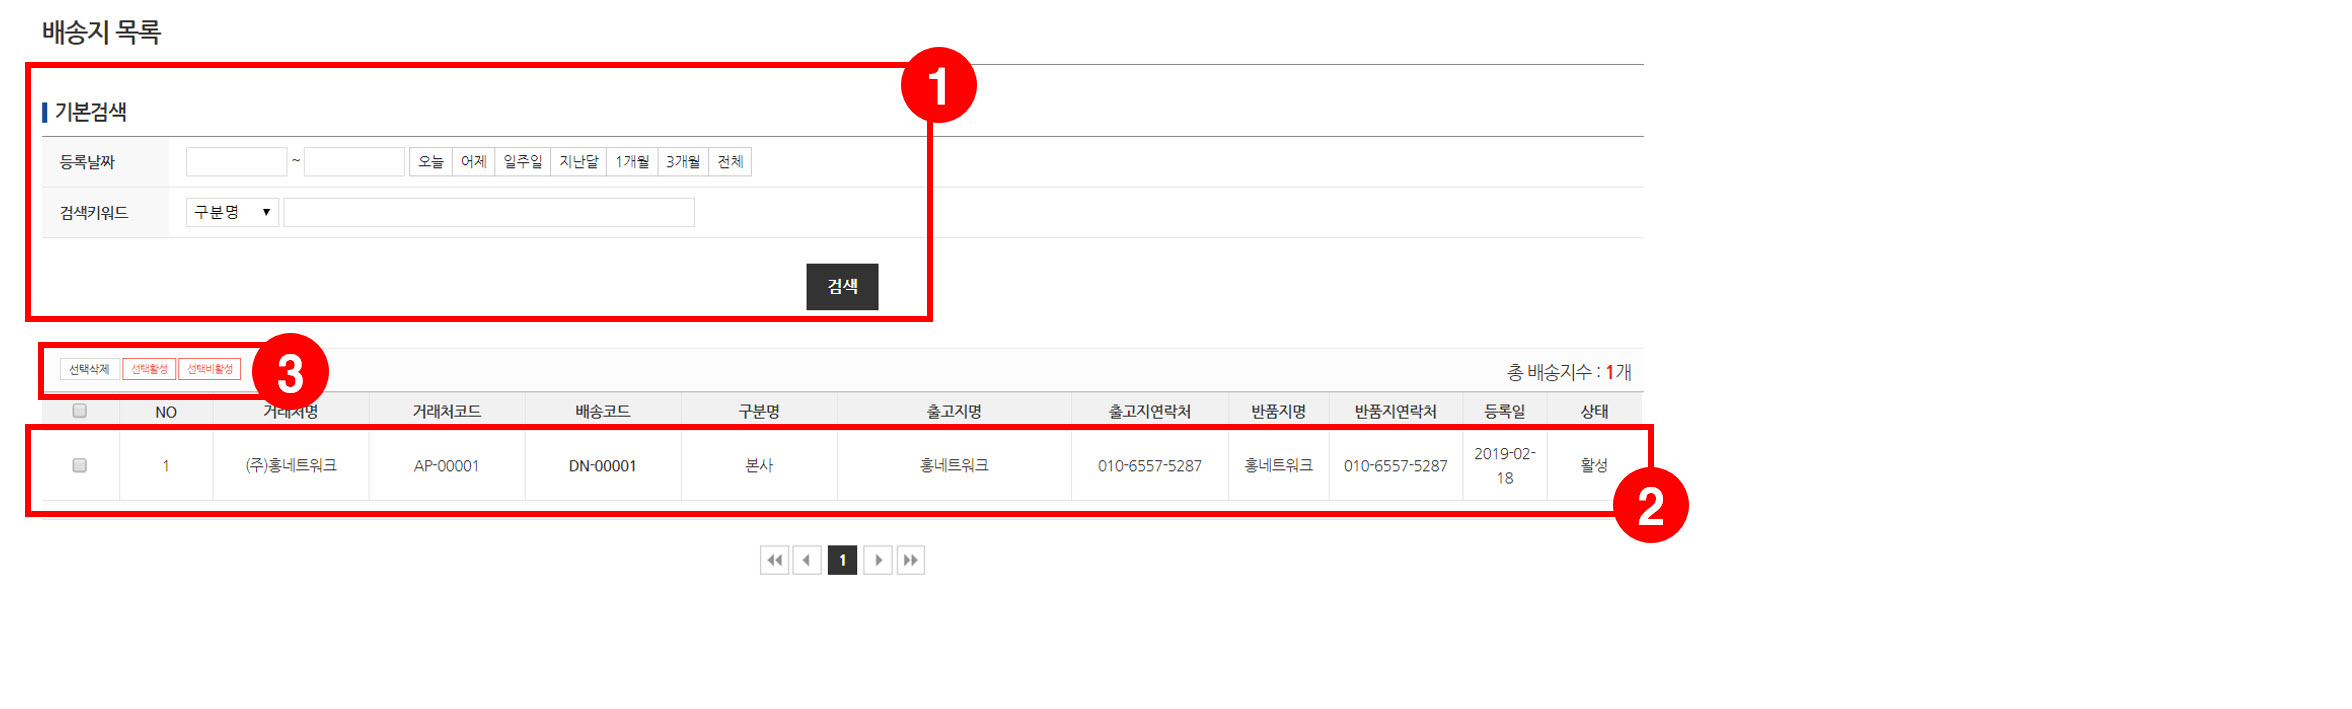 배송지 목록
1
기본검색
등록날짜 ~ 오늘 어제 일주일 지난달 1개월 3개월 전체
검색키워드 구분명 ▼
검색
선택삭제 선택활성 선택비활성 3 총 배송지수 : 1개
NO 거래처명 거래처코드 배송코드 구분명 출고지명 출고지연락처 반품지명 반품지연락처 등록일 상태
1 (주)홍네트워크 AP-00001 DN-00001 본사 홍네트워크 010-6557-5287 홍네트워크 010-6557-5287 2019-02-18 활성
2
1